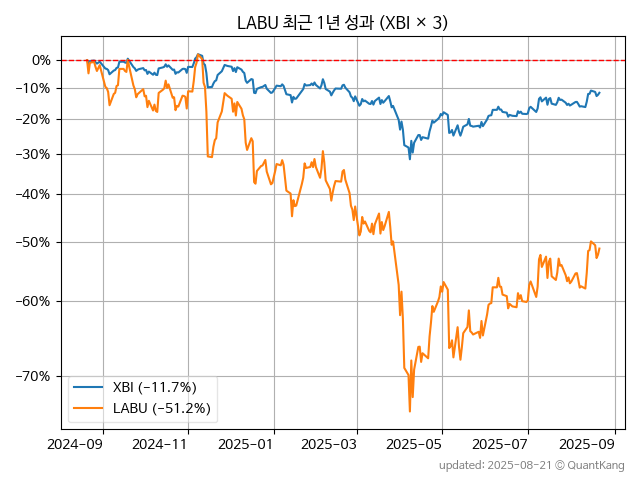 LABU 최근 1년 성과 (XBI × 3)
0%
−10%
−20%
−30%
−40%
−50%
−60%
−70%
XBI (−11.7%)
LABU (−51.2%)
2024-09 2024-11 2025-01 2025-03 2025-05 2025-07 2025-09
updated: 2025-08-21 © QuantKang